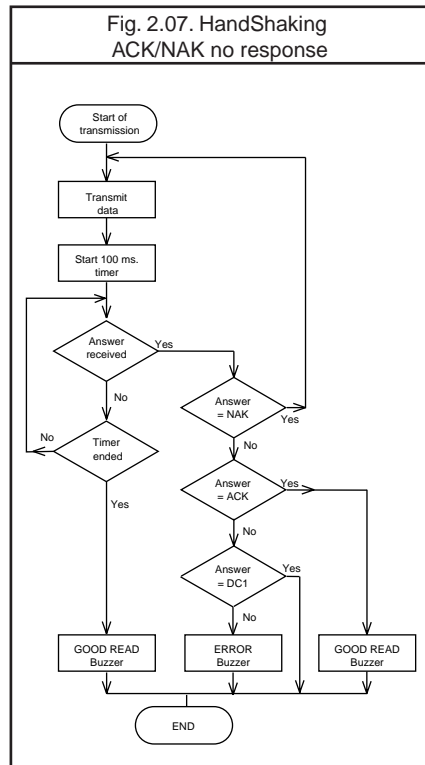 Fig. 2.07. HandShaking
ACK/NAK no response
Start of
transmission
Transmit
data
Start 100 ms.
timer
Answer
received
Yes
No
Answer
= NAK
Yes
No
No
Timer
ended
Yes
Answer
= ACK
Yes
No
Answer
= DC1
Yes
No
GOOD READ
Buzzer
ERROR
Buzzer
GOOD READ
Buzzer
END